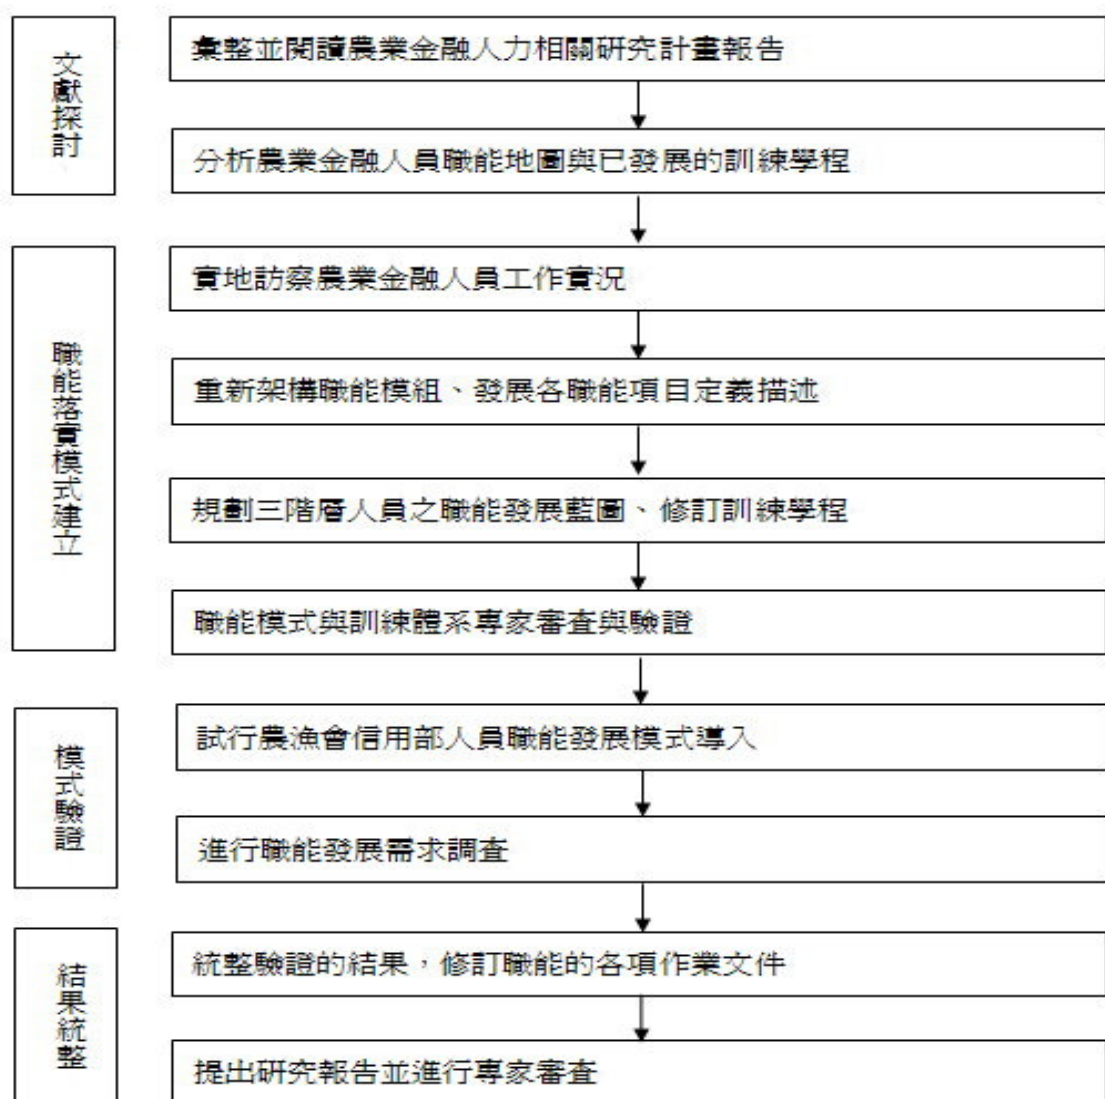 文獻探討
彙整並閱讀農業金融人力相關研究計畫報告
分析農業金融人員職能地圖與已發展的訓練學程
職能落實模式建立
實地訪察農業金融人員工作實況
重新架構職能模組、發展各職能項目定義描述
規劃三階層人員之職能發展藍圖、修訂訓練學程
職能模式與訓練體系專家審查與驗證
模式驗證
試行農漁會信用部人員職能發展模式導入
進行職能發展需求調查
結果統整
統整驗證的結果，修訂職能的各項作業文件
提出研究報告並進行專家審查